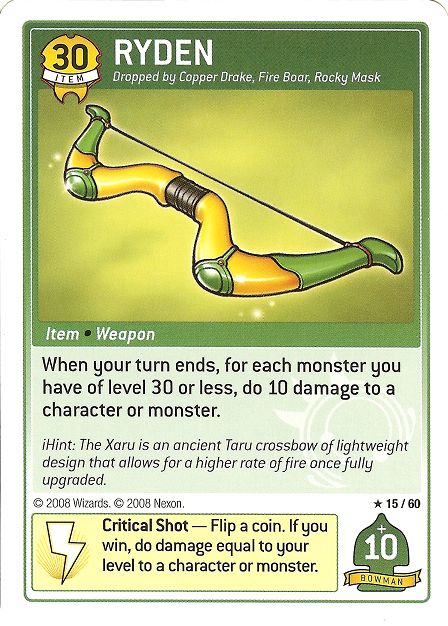 30
ITEM
RYDEN
Dropped by Copper Drake, Fire Boar, Rocky Mask
Item • Weapon
When your turn ends, for each monster you
have of level 30 or less, do 10 damage to a
character or monster.
iHint: The Xaru is an ancient Taru crossbow of lightweight
design that allows for a higher rate of fire once fully
upgraded.
© 2008 Wizards. © 2008 Nexon.
★ 15 / 60
Critical Shot — Flip a coin. If you
win, do damage equal to your
level to a character or monster.
+
10
BOWMAN